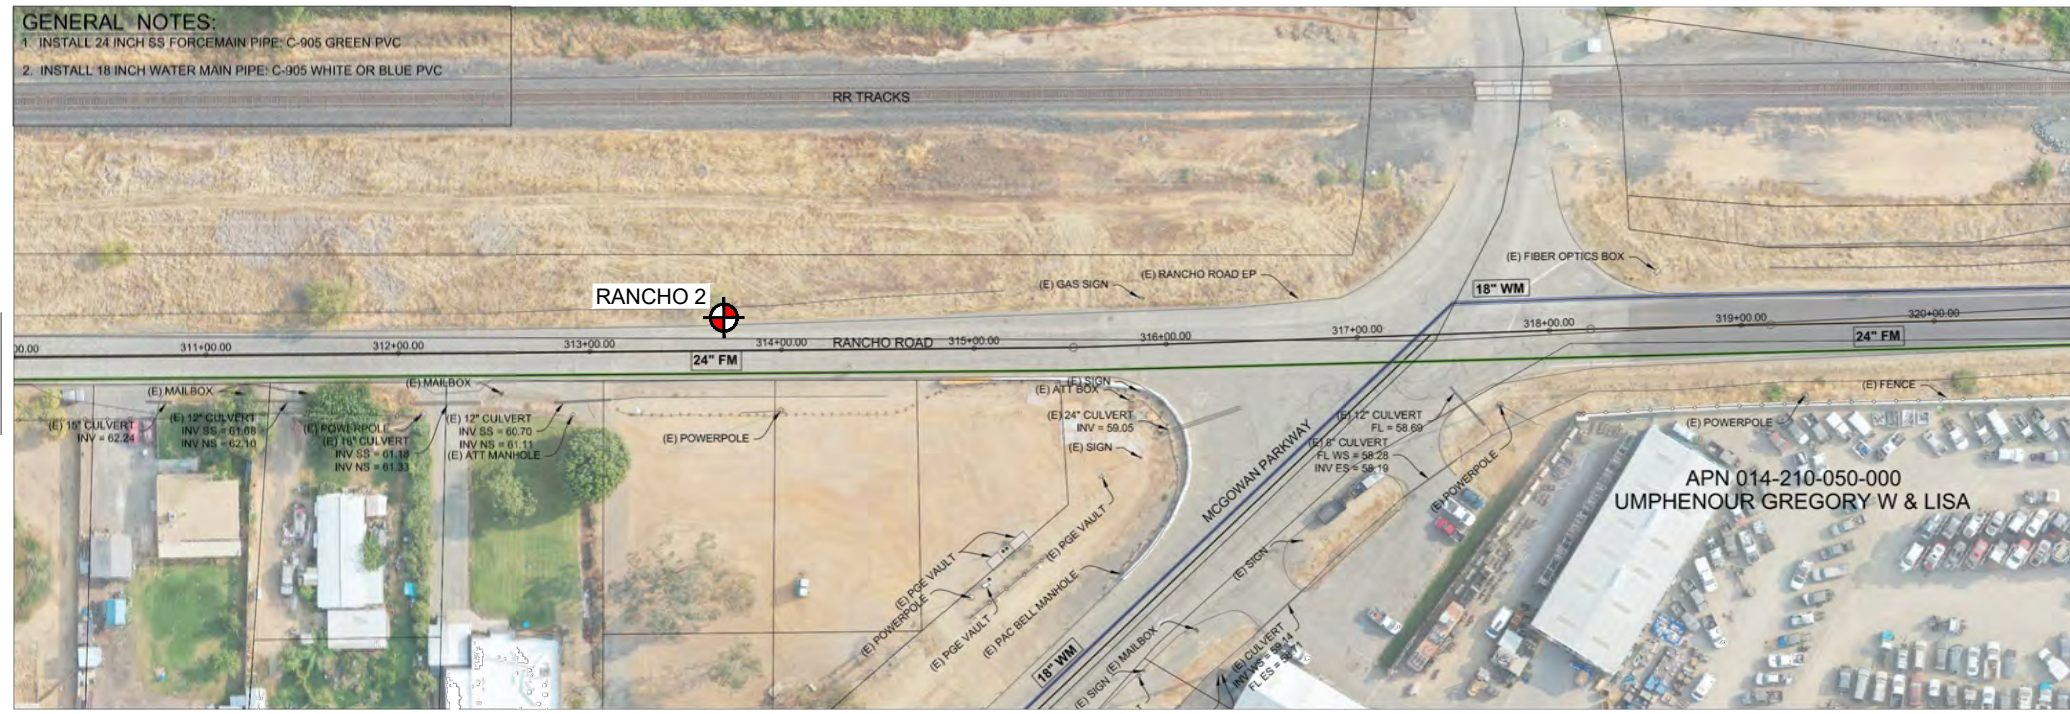 GENERAL NOTES:
1. INSTALL 24 INCH SS FORCEMAIN PIPE: C-905 GREEN PVC
2. INSTALL 18 INCH WATER MAIN PIPE: C-905 WHITE OR BLUE PVC
RR TRACKS
(E) FIBER OPTICS BOX
(E) RANCHO ROAD EP
(E) GAS SIGN
RANCHO 2
18" WM
00.00
311+00.00
312+00.00
313+00.00
314+00.00
RANCHO ROAD
315+00.00
316+00.00
317+00.00
318+00.00
319+00.00
320+00.00
24" FM
24" FM
(E) MAILBOX
(E) MAILBOX
(E) SIGN
(E) ATT BOX
(E) FENCE
(E) 15" CULVERT
INV = 62.24
(E) 12" CULVERT
INV SS = 61.68
INV NS = 62.10
(E) POWERPOLE
(E) 18" CULVERT
INV SS = 61.18
INV NS = 61.33
(E) 12" CULVERT
INV SS = 60.70
INV NS = 61.11
(E) ATT MANHOLE
(E) POWERPOLE
(E) 24" CULVERT
INV = 59.05
(E) SIGN
(E) 12" CULVERT
FL = 58.69
(E) 8" CULVERT
FL WS = 58.28
INV ES = 58.19
(E) POWERPOLE
(E) POWERPOLE
APN 014-210-050-000
UMPHENOUR GREGORY W & LISA
MCGOWAN PARKWAY
(E) PGE VAULT
(E) PGE VAULT
(E) POWERPOLE
(E) PGE VAULT
(E) PAC BELL MANHOLE
(E) SIGN
18" WM
(E) MAILBOX
(E) SIGN
(E) CULVERT
INV WS = 59.14
FL ES =